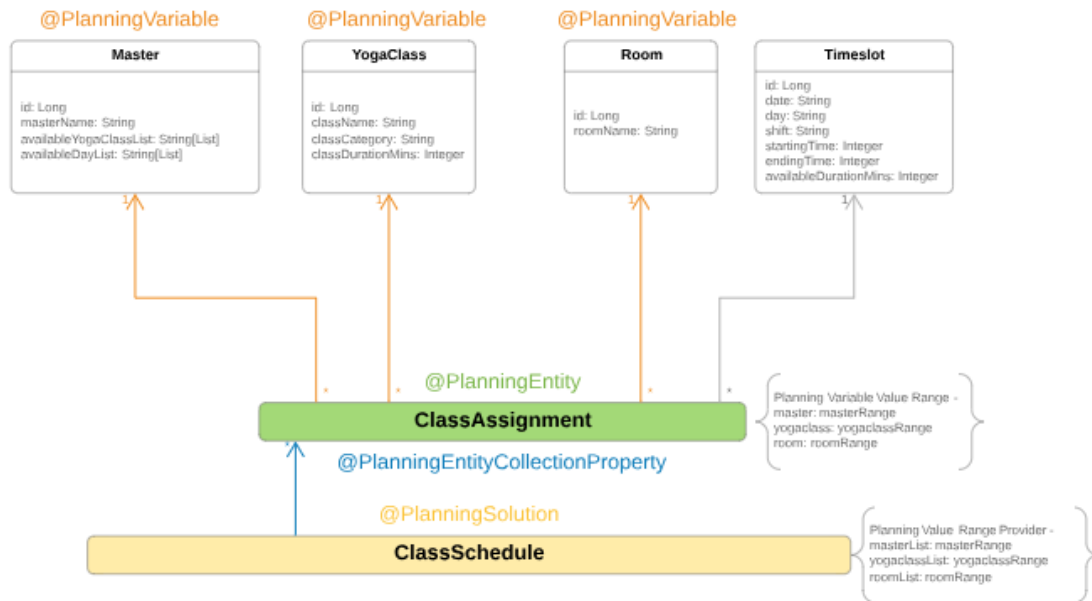 @PlanningVariable
@PlanningVariable
@PlanningVariable
Master
id: Long
masterName: String
availableYogaClassList: String[List]
availableDayList: String[List]
YogaClass
id: Long
className: String
classCategory: String
classDurationMins: Integer
Room
id: Long
roomName: String
Timeslot
id: Long
date: String
day: String
shift: String
startingTime: Integer
endingTime: Integer
availableDurationMins: Integer
1
1
1
1
*
*
*
*
@PlanningEntity
ClassAssignment
Planning Variable Value Range -
master: masterRange
yogaclass: yogaclassRange
room: roomRange
*
@PlanningEntityCollectionProperty
@PlanningSolution
ClassSchedule
Planning Value Range Provider -
masterList: masterRange
yogaclassList: yogaclassRange
roomList: roomRange